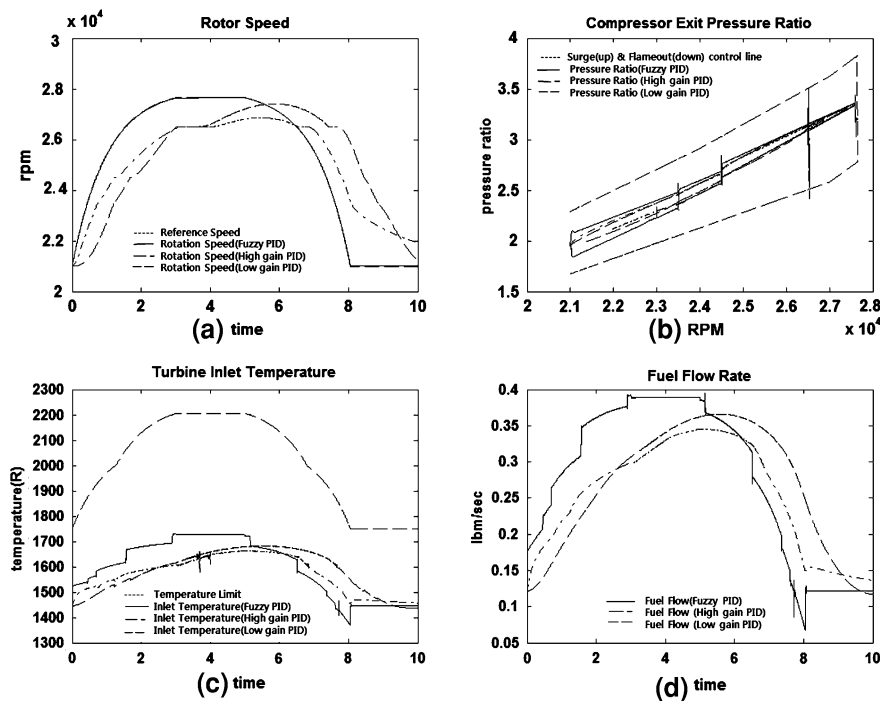 x 10⁴
Rotor Speed
2.8
2.6
2.4
2.2
2
rpm
Reference Speed
Rotation Speed(Fuzzy PID)
Rotation Speed(High gain PID)
Rotation Speed(Low gain PID)
0 2 4 6 8 10
(a) time
Compressor Exit Pressure Ratio
4
3.5
3
2.5
2
1.5
pressure ratio
Surge(up) & Flameout(down) control line
Pressure Ratio(Fuzzy PID)
Pressure Ratio (High gain PID)
Pressure Ratio (Low gain PID)
2 2.1 2.2 2.3 2.4 2.5 2.6 2.7 2.8
(b) RPM
x 10⁴
Turbine Inlet Temperature
2300
2200
2100
2000
1900
1800
1700
1600
1500
1400
1300
temperature(R)
Temperature Limit
Inlet Temperature(Fuzzy PID)
Inlet Temperature(High gain PID)
Inlet Temperature(Low gain PID)
0 2 4 6 8 10
(c) time
Fuel Flow Rate
0.4
0.35
0.3
0.25
0.2
0.15
0.1
0.05
lbm/sec
Fuel Flow(Fuzzy PID)
Fuel Flow (High gain PID)
Fuel Flow (Low gain PID)
0 2 4 6 8 10
(d) time